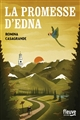 LA PROMESSE
D'EDNA
ROMINA
CASAGRANDE
fleuve